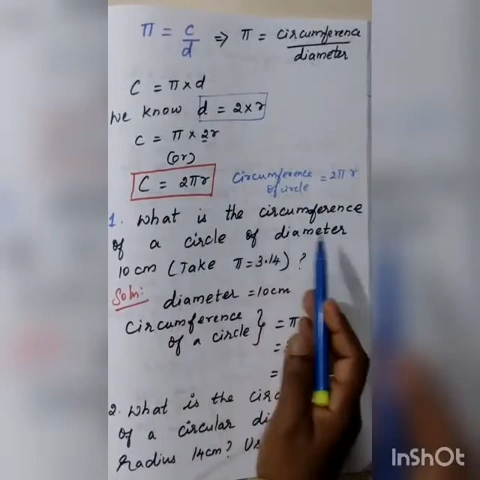 π = c/d ⇒ π = circumference/diameter
C = π × d
We know d = 2 × r
C = π × 2r
(or)
C = 2πr circumference of circle = 2πr
1. What is the circumference
of a circle of diameter
10 cm (Take π = 3.14) ?
Soln: diameter = 10cm
Circumference of a circle } = π
=
=
2. What is the cir
of a circular di
radius 14cm? Us
InShOt